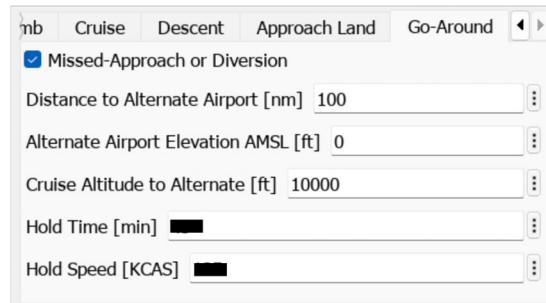 mb Cruise Descent Approach Land Go-Around
Missed-Approach or Diversion
Distance to Alternate Airport [nm] 100
Alternate Airport Elevation AMSL [ft] 0
Cruise Altitude to Alternate [ft] 10000
Hold Time [min]
Hold Speed [KCAS]